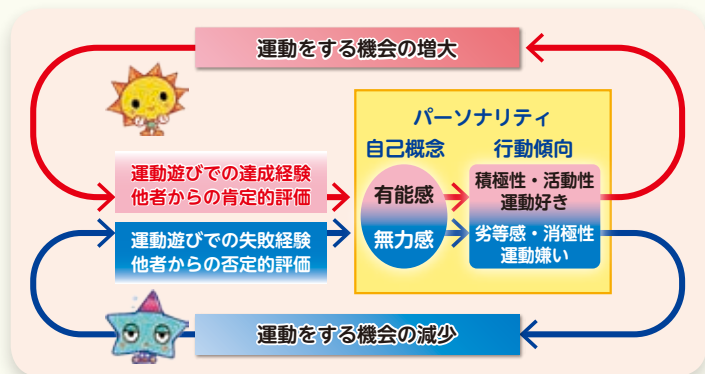 運動をする機会の増大
パーソナリティ
自己概念
行動傾向
運動遊びでの達成経験
他者からの肯定的評価
有能感
積極性・活動性
運動好き
運動遊びでの失敗経験
他者からの否定的評価
無力感
劣等感・消極性
運動嫌い
運動をする機会の減少